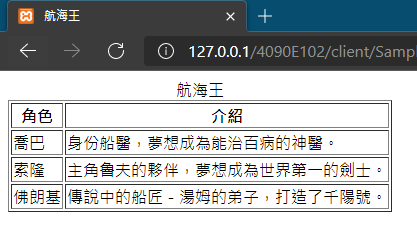 航海王
127.0.0.1/4090E102/client/Samp
航海王
角色 介紹
喬巴 身份船醫，夢想成為能治百病的神醫。
索隆 主角魯夫的夥伴，夢想成為世界第一的劍士。
佛朗基 傳說中的船匠－湯姆的弟子，打造了千陽號。